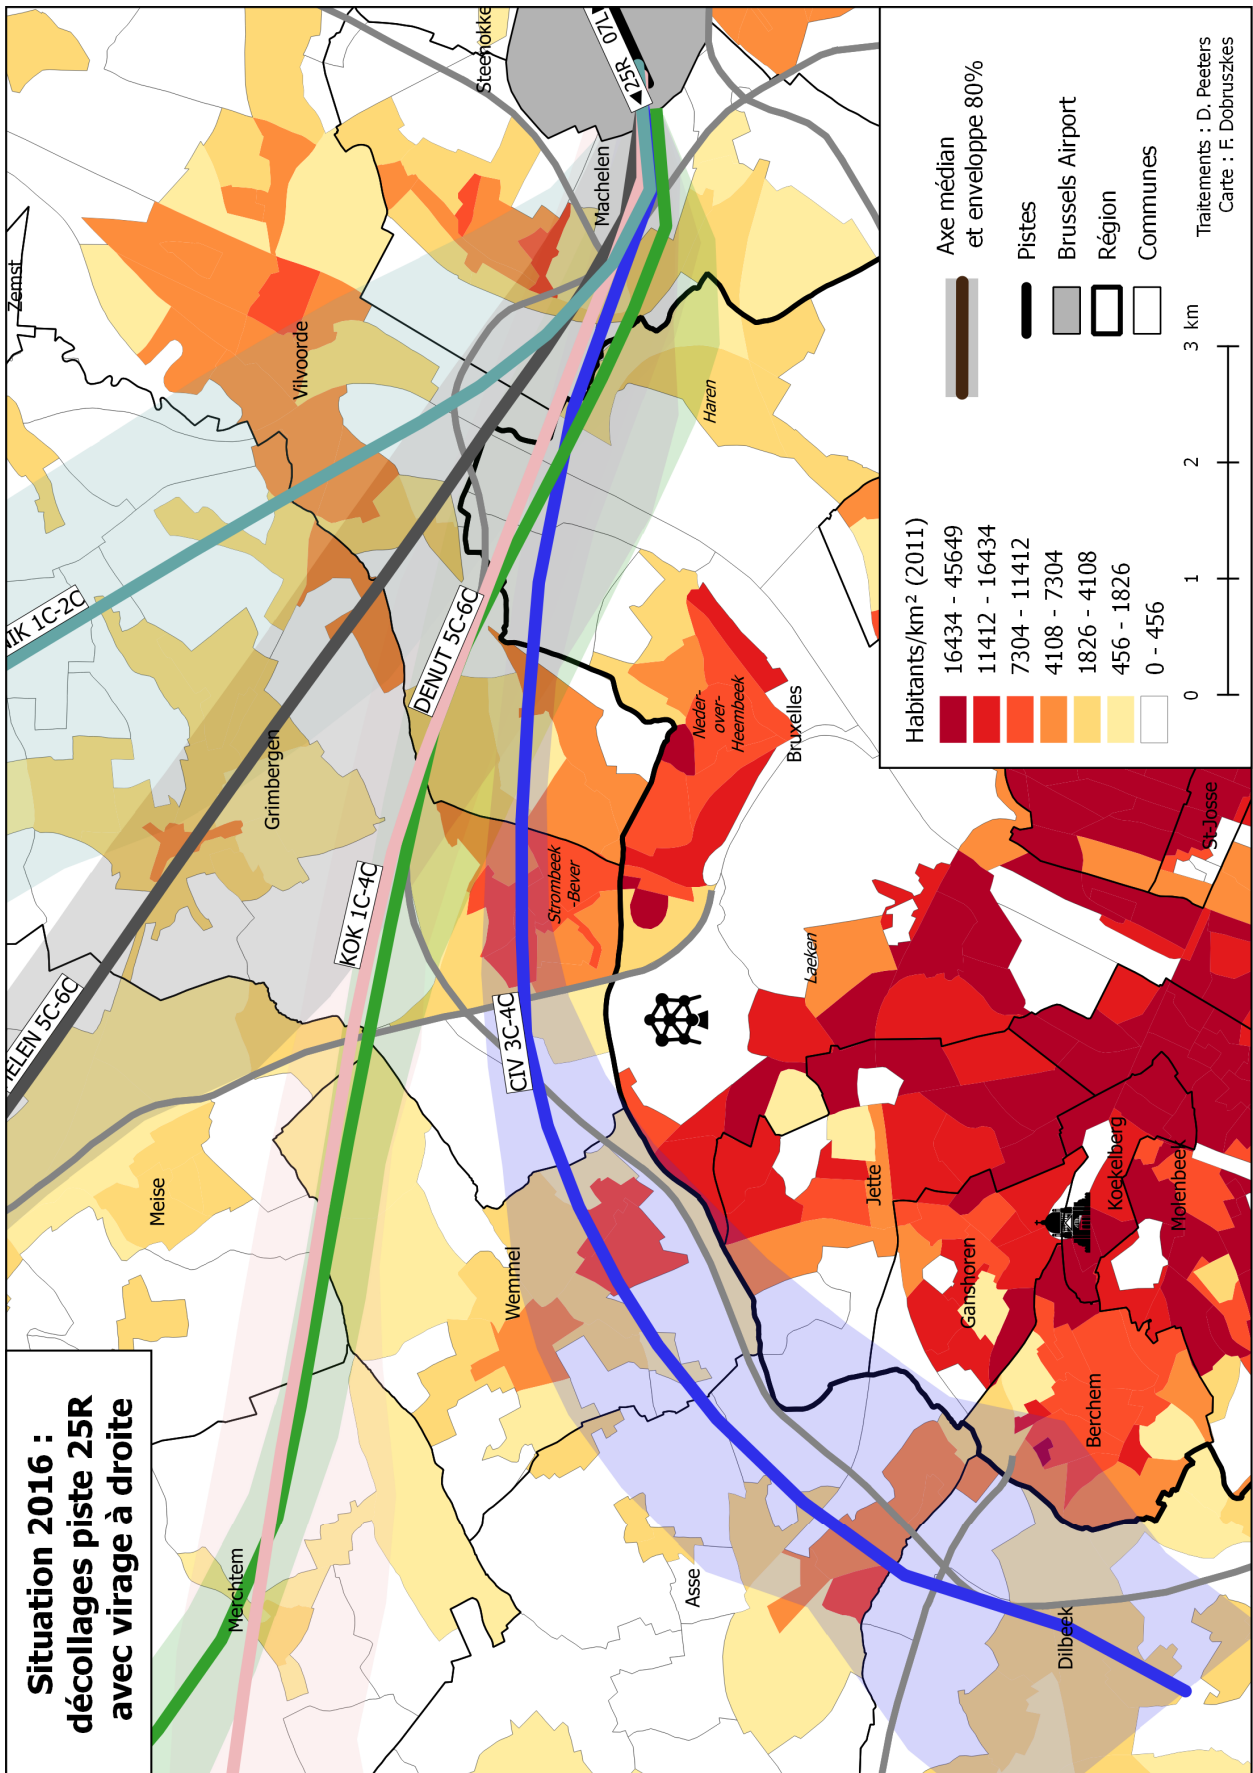 Situation 2016 :
décollages piste 25R
avec virage à droite
Merchtem
Meise
ELEN 5C-6C
Grimbergen
NIK 1C-2C
Vilvoorde
Zemst
Steenokke
KOK 1C-4C
DENUT 5C-6C
Machelen
25R 07L
Wemmel
CIV 3C-4C
Strombeek
-Bever
Haren
Neder-
over-
Heembeek
Bruxelles
Asse
Laeken
Jette
Ganshoren
Koekelberg
Molenbeek
St-Josse
Berchem
Dilbeek
Habitants/km² (2011)
16434 - 45649
11412 - 16434
7304 - 11412
4108 - 7304
1826 - 4108
456 - 1826
0 - 456
Axe médian
et enveloppe 80%
Pistes
Brussels Airport
Région
Communes
0 1 2 3 km
Traitements : D. Peeters
Carte : F. Dobruszkes